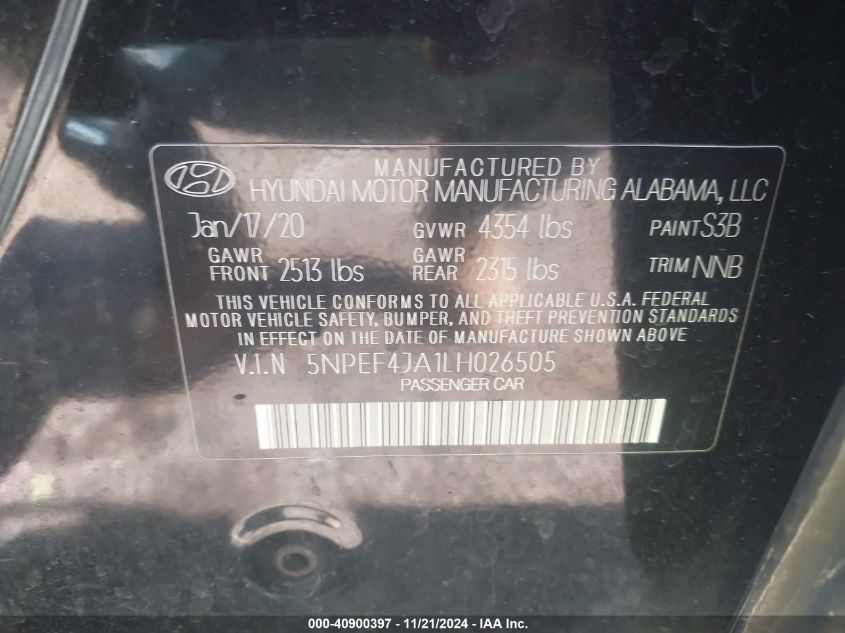 MANUFACTURED BY
HYUNDAI MOTOR MANUFACTURING ALABAMA, LLC
Jan/17/20 GVWR 4354 lbs PAINT S3B
GAWR FRONT 2513 lbs GAWR REAR 2315 lbs TRIM NNB
THIS VEHICLE CONFORMS TO ALL APPLICABLE U.S.A. FEDERAL
MOTOR VEHICLE SAFETY, BUMPER, AND THEFT PREVENTION STANDARDS
IN EFFECT ON THE DATE OF MANUFACTURE SHOWN ABOVE.
V.I.N 5NPEF4JA1LH026505
PASSENGER CAR
000-40900397 - 11/21/2024 - IAA Inc.